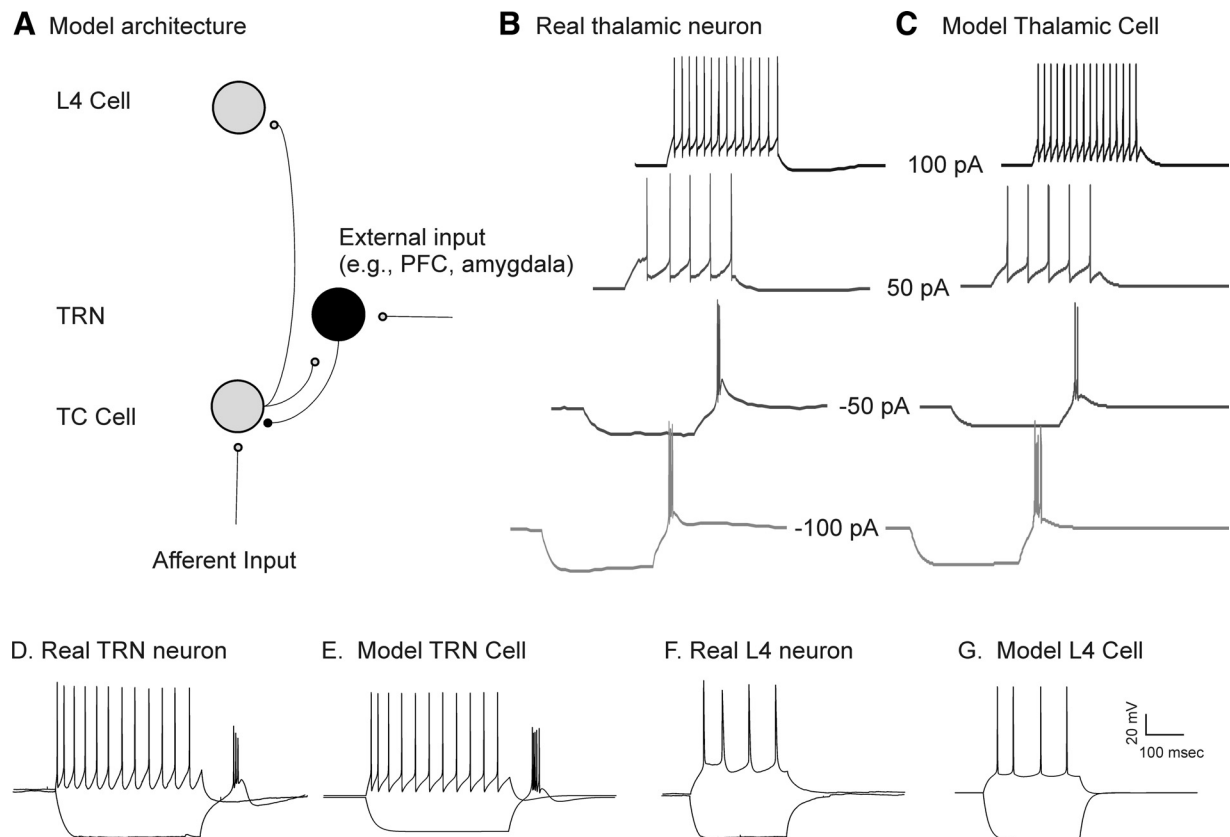 A Model architecture
L4 Cell
External input
(e.g., PFC, amygdala)
TRN
TC Cell
Afferent Input
B Real thalamic neuron
C Model Thalamic Cell
100 pA
50 pA
-50 pA
-100 pA
D. Real TRN neuron
E. Model TRN Cell
F. Real L4 neuron
G. Model L4 Cell
20 mV
100 msec